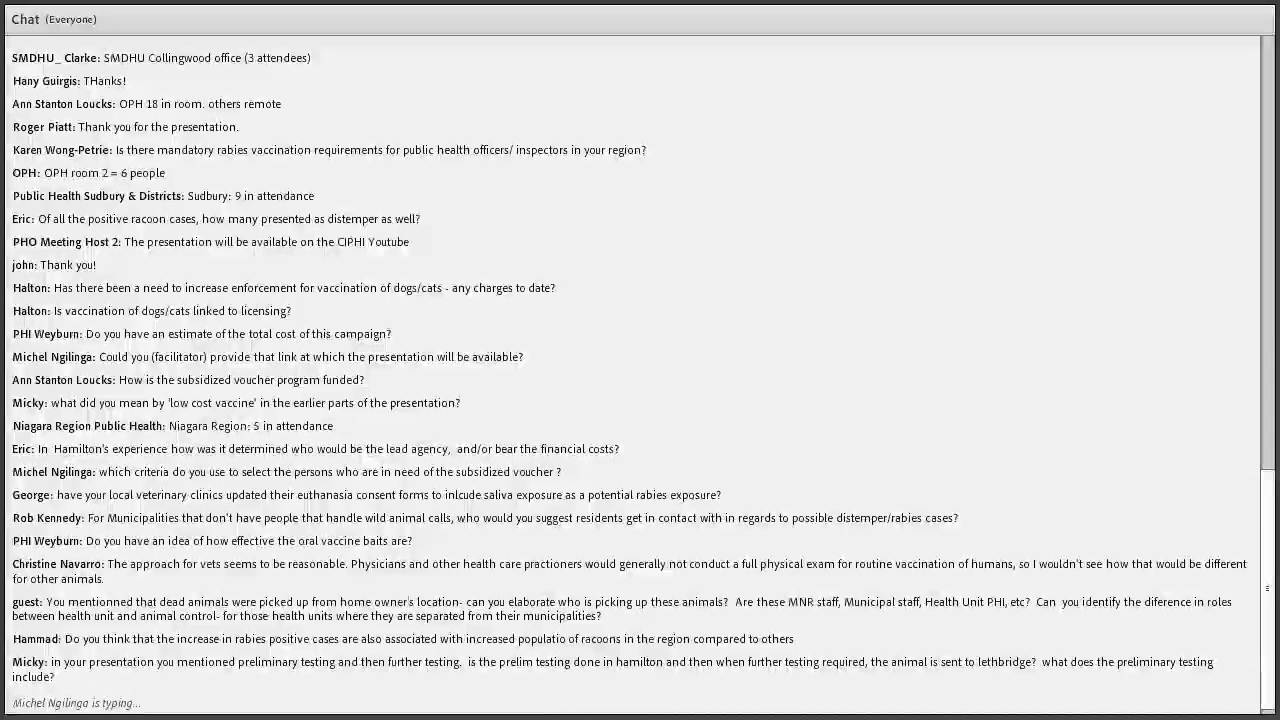 Chat (Everyone)
SMDHU_ Clarke: SMDHU Collingwood office (3 attendees)
Hany Guirgis: THanks!
Ann Stanton Loucks: OPH 18 in room. others remote
Roger Piatt: Thank you for the presentation.
Karen Wong-Petrie: Is there mandatory rabies vaccination requirements for public health officers/ inspectors in your region?
OPH: OPH room 2 = 6 people
Public Health Sudbury & Districts: Sudbury: 9 in attendance
Eric: Of all the positive racoon cases, how many presented as distemper as well?
PHO Meeting Host 2: The presentation will be available on the CIPHI Youtube
john: Thank you!
Halton: Has there been a need to increase enforcement for vaccination of dogs/cats - any charges to date?
Halton: Is vaccination of dogs/cats linked to licensing?
PHI Weyburn: Do you have an estimate of the total cost of this campaign?
Michel Ngilinga: Could you (facilitator) provide that link at which the presentation will be available?
Ann Stanton Loucks: How is the subsidized voucher program funded?
Micky: what did you mean by 'low cost vaccine' in the earlier parts of the presentation?
Niagara Region Public Health: Niagara Region: 5 in attendance
Eric: In  Hamilton's experience how was it determined who would be the lead agency,  and/or bear the financial costs?
Michel Ngilinga: which criteria do you use to select the persons who are in need of the subsidized voucher ?
George: have your local veterinary clinics updated their euthanasia consent forms to inlcude saliva exposure as a potential rabies exposure?
Rob Kennedy: For Municipalities that don't have people that handle wild animal calls, who would you suggest residents get in contact with in regards to possible distemper/rabies cases?
PHI Weyburn: Do you have an idea of how effective the oral vaccine baits are?
Christine Navarro: The approach for vets seems to be reasonable. Physicians and other health care practioners would generally not conduct a full physical exam for routine vaccination of humans, so I wouldn't see how that would be different
for other animals.
guest: You mentionned that dead animals were picked up from home owner's location- can you elaborate who is picking up these animals?  Are these MNR staff, Municipal staff, Health Unit PHI, etc?  Can  you identify the diference in roles
between health unit and animal control- for those health units where they are separated from their municipalities?
Hammad: Do you think that the increase in rabies positive cases are also associated with increased populatio of racoons in the region compared to others
Micky: in your presentation you mentioned preliminary testing and then further testing.  is the prelim testing done in hamilton and then when further testing required, the animal is sent to lethbridge?  what does the preliminary testing
include?
Michel Ngilinga is typing...